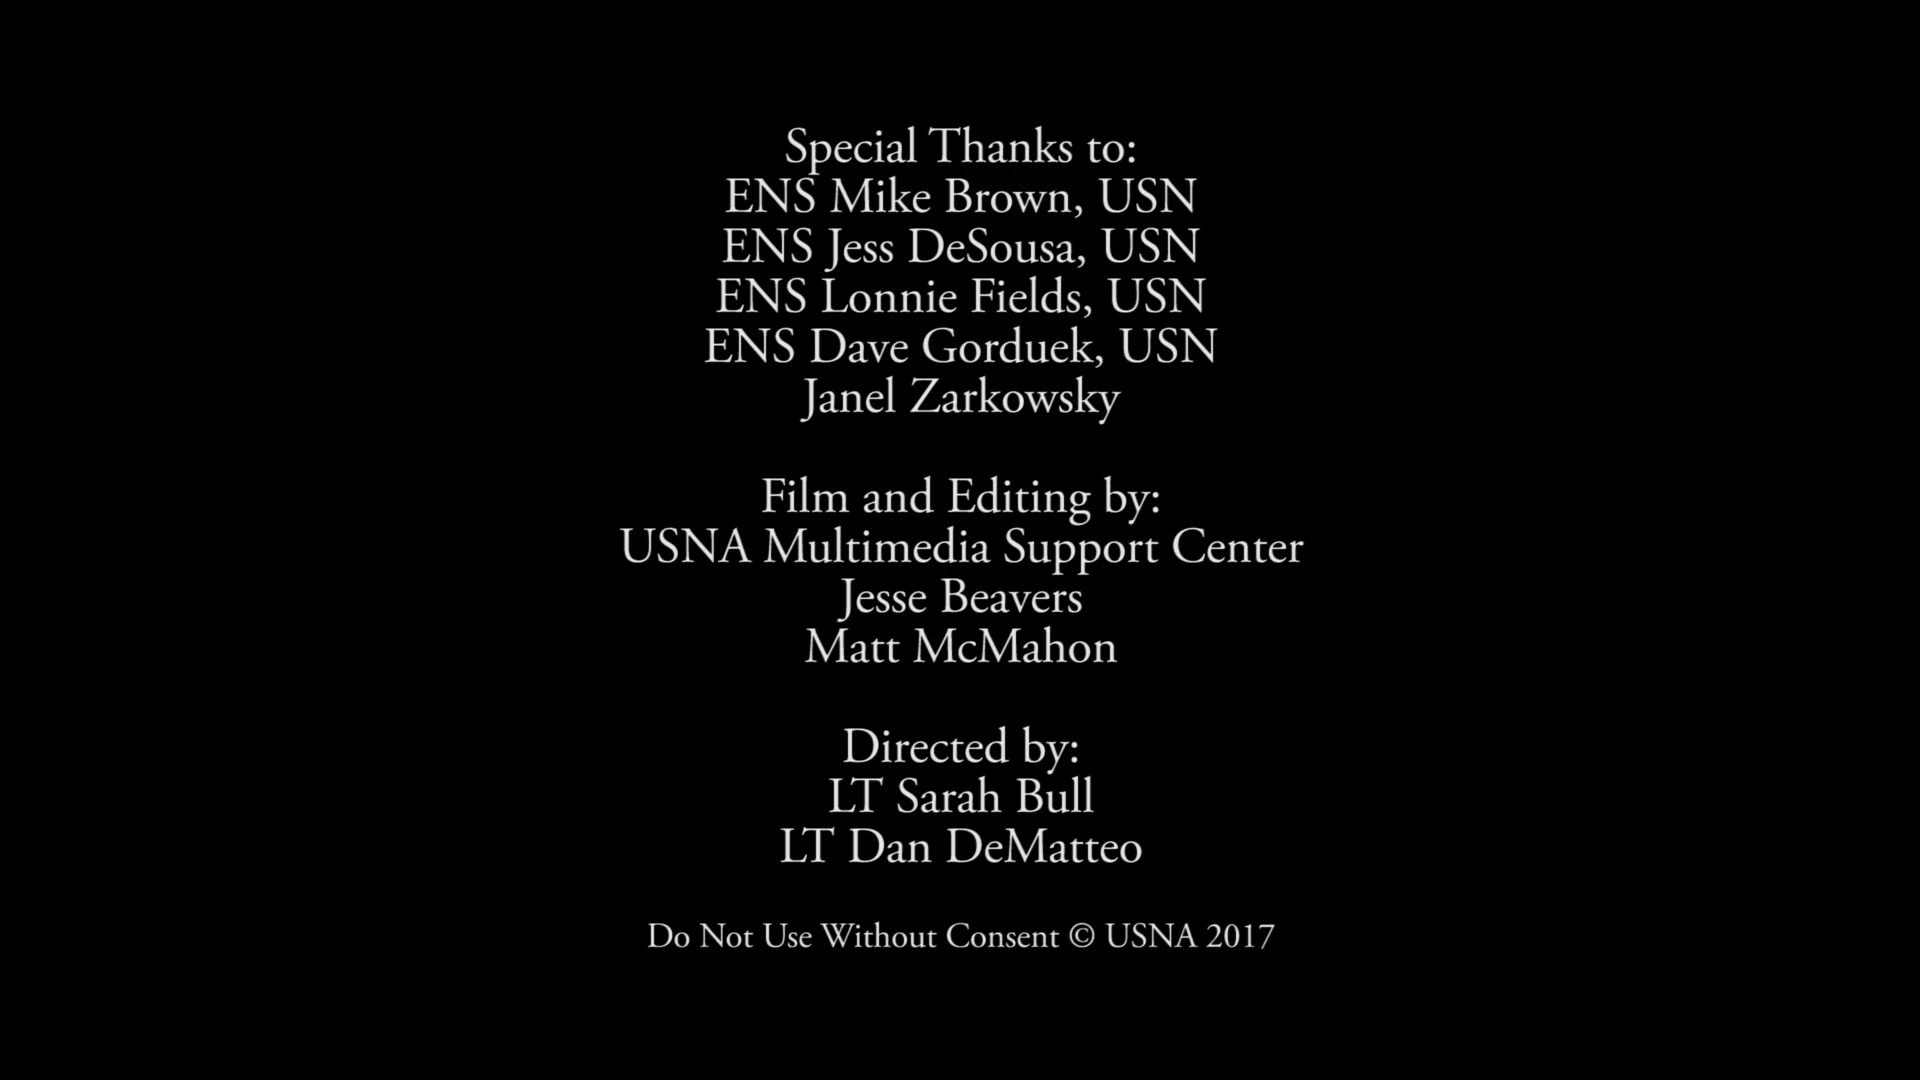 Special Thanks to:
ENS Mike Brown, USN
ENS Jess DeSousa, USN
ENS Lonnie Fields, USN
ENS Dave Gorduek, USN
Janel Zarkowsky
Film and Editing by:
USNA Multimedia Support Center
Jesse Beavers
Matt McMahon
Directed by:
LT Sarah Bull
LT Dan DeMatteo
Do Not Use Without Consent © USNA 2017